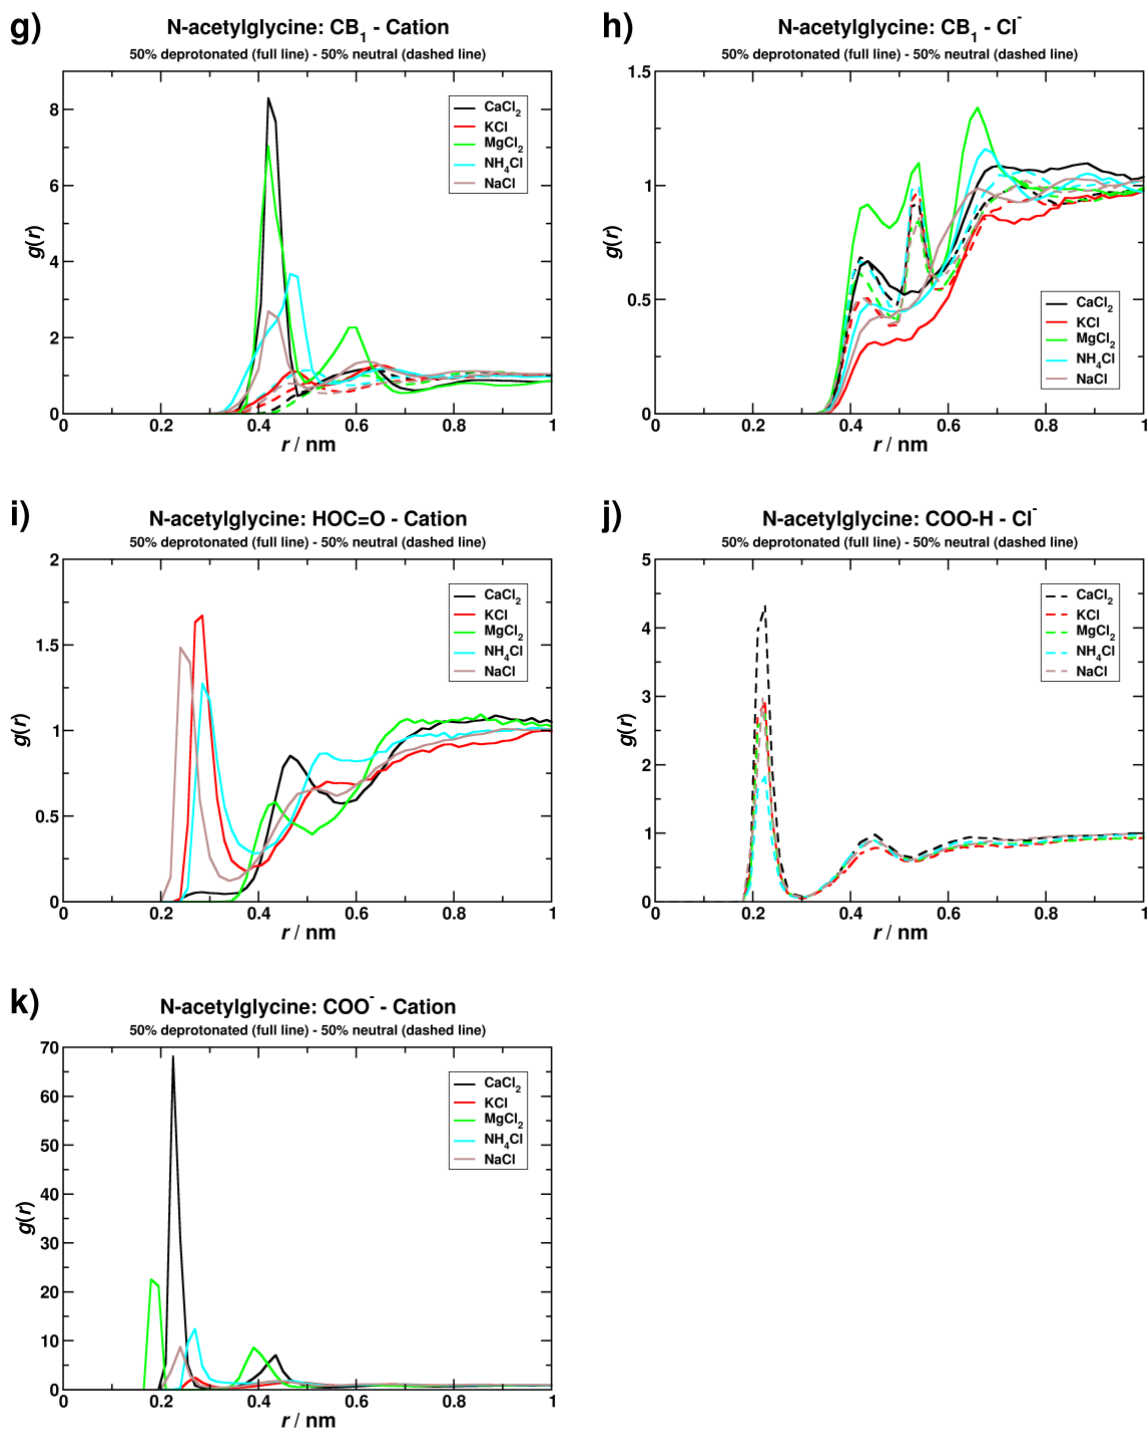 g)
N-acetylglycine: CB₁ - Cation
50% deprotonated (full line) - 50% neutral (dashed line)
g(r)
8
6
4
2
0
CaCl₂
KCl
MgCl₂
NH₄Cl
NaCl
0 0.2 0.4 0.6 0.8 1
r / nm
h)
N-acetylglycine: CB₁ - Cl⁻
50% deprotonated (full line) - 50% neutral (dashed line)
g(r)
1.5
1
0.5
0
CaCl₂
KCl
MgCl₂
NH₄Cl
NaCl
0 0.2 0.4 0.6 0.8 1
r / nm
i)
N-acetylglycine: HOC=O - Cation
50% deprotonated (full line) - 50% neutral (dashed line)
g(r)
2
1.5
1
0.5
0
CaCl₂
KCl
MgCl₂
NH₄Cl
NaCl
0 0.2 0.4 0.6 0.8 1
r / nm
j)
N-acetylglycine: COO-H - Cl⁻
50% deprotonated (full line) - 50% neutral (dashed line)
g(r)
5
4
3
2
1
0
CaCl₂
KCl
MgCl₂
NH₄Cl
NaCl
0 0.2 0.4 0.6 0.8 1
r / nm
k)
N-acetylglycine: COO⁻ - Cation
50% deprotonated (full line) - 50% neutral (dashed line)
g(r)
70
60
50
40
30
20
10
0
CaCl₂
KCl
MgCl₂
NH₄Cl
NaCl
0 0.2 0.4 0.6 0.8 1
r / nm